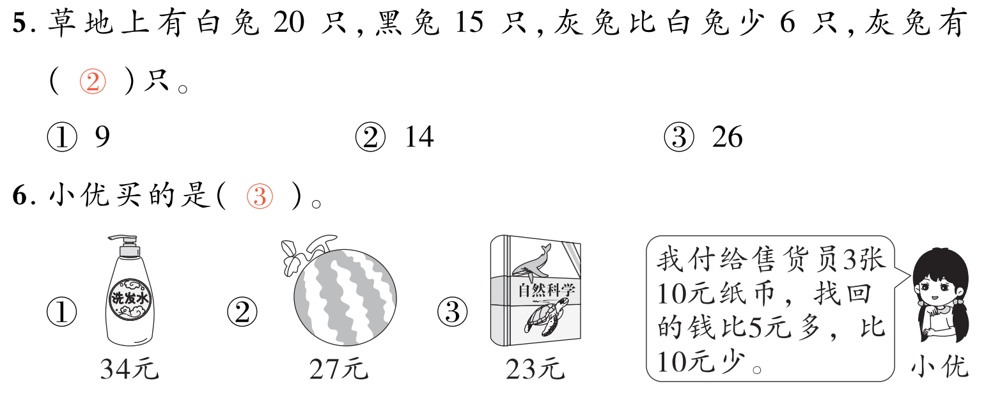 5. 草地上有白兔 20 只,黑兔 15 只,灰兔比白兔少 6 只,灰兔有
( ② )只。
① 9 ② 14 ③ 26
6. 小优买的是( ③ )。
① 洗发水 34元
② 27元
③ 自然科学 23元
我付给售货员3张
10元纸币，找回
的钱比5元多，比
10元少。
小优